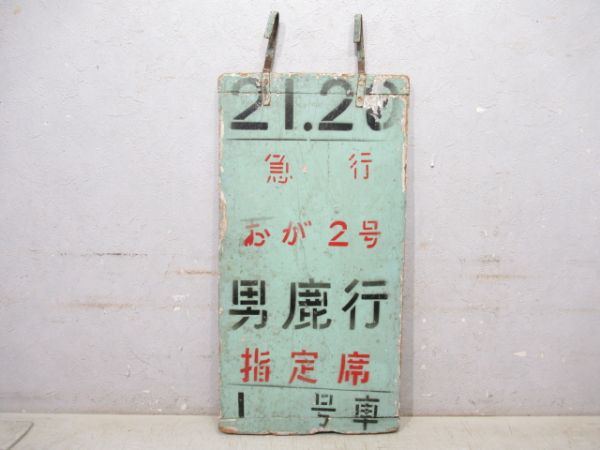 21.20
急行
おが2号
男鹿行
指定席
1号車